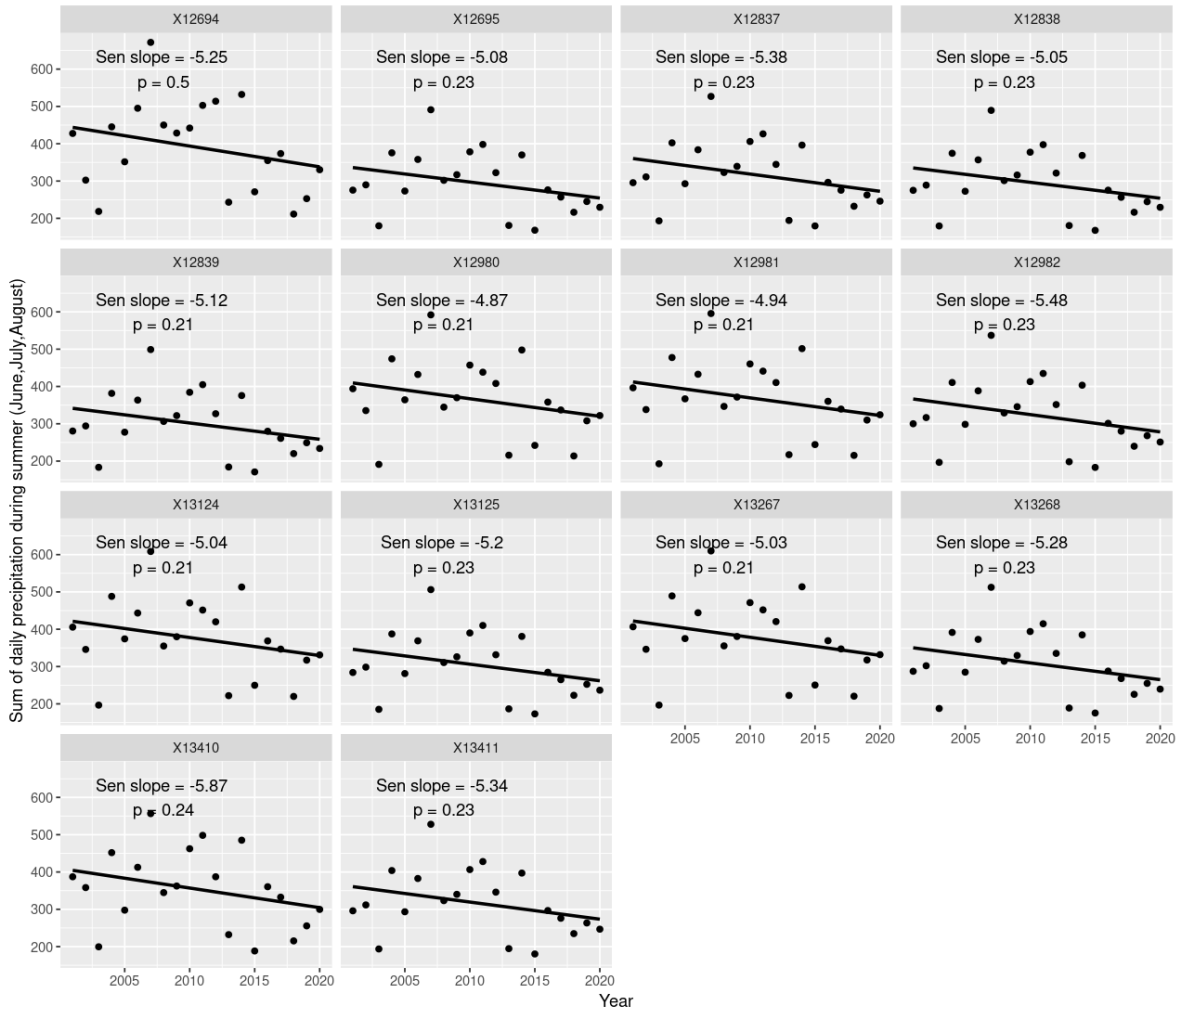 X12694 X12695 X12837 X12838
Sen slope = -5.25 Sen slope = -5.08 Sen slope = -5.38 Sen slope = -5.05
p = 0.5 p = 0.23 p = 0.23 p = 0.23
600
500
400
300
200
X12839 X12980 X12981 X12982
Sen slope = -5.12 Sen slope = -4.87 Sen slope = -4.94 Sen slope = -5.48
p = 0.21 p = 0.21 p = 0.21 p = 0.23
600
500
400
300
200
Sum of daily precipitation during summer (June,July,August)
X13124 X13125 X13267 X13268
Sen slope = -5.04 Sen slope = -5.2 Sen slope = -5.03 Sen slope = -5.28
p = 0.21 p = 0.23 p = 0.21 p = 0.23
600
500
400
300
200
2005 2010 2015 2020 2005 2010 2015 2020
X13410 X13411
Sen slope = -5.87 Sen slope = -5.34
p = 0.24 p = 0.23
600
500
400
300
200
2005 2010 2015 2020 2005 2010 2015 2020
Year